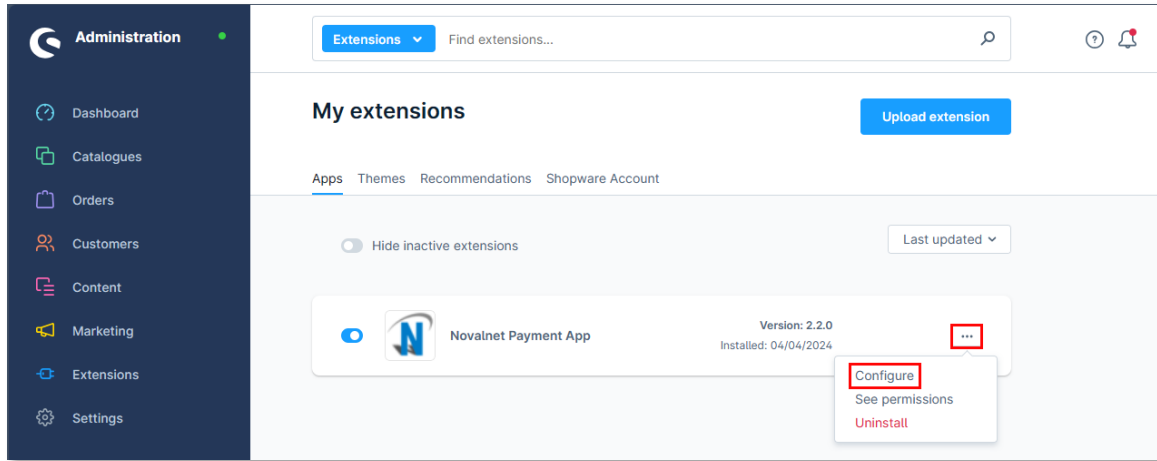 Administration
Extensions
Find extensions...
Dashboard
Catalogues
Orders
Customers
Content
Marketing
Extensions
Settings
My extensions
Upload extension
Apps Themes Recommendations Shopware Account
Hide inactive extensions
Last updated
N
Novalnet Payment App
Version: 2.2.0
Installed: 04/04/2024
Configure
See permissions
Uninstall